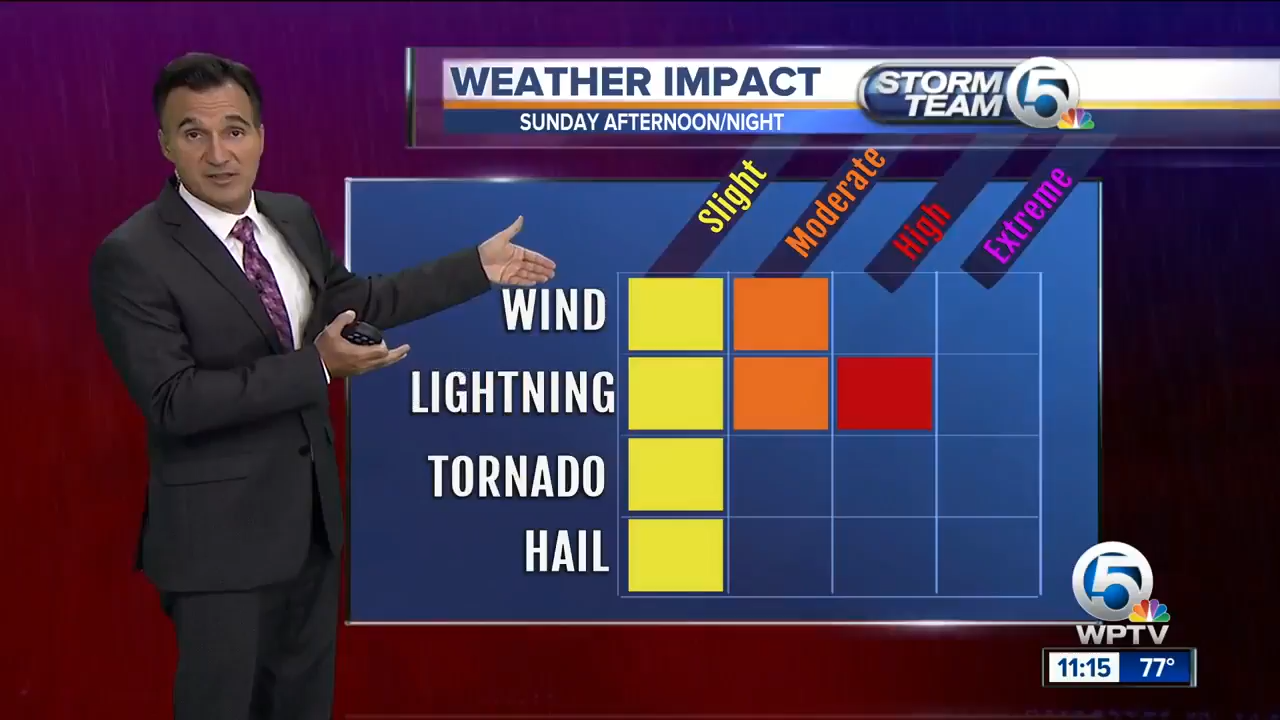 WEATHER IMPACT
STORM
TEAM
5
SUNDAY AFTERNOON/NIGHT
Slight
Moderate
High
Extreme
WIND
LIGHTNING
TORNADO
HAIL
5
WPTV
11:15 77°